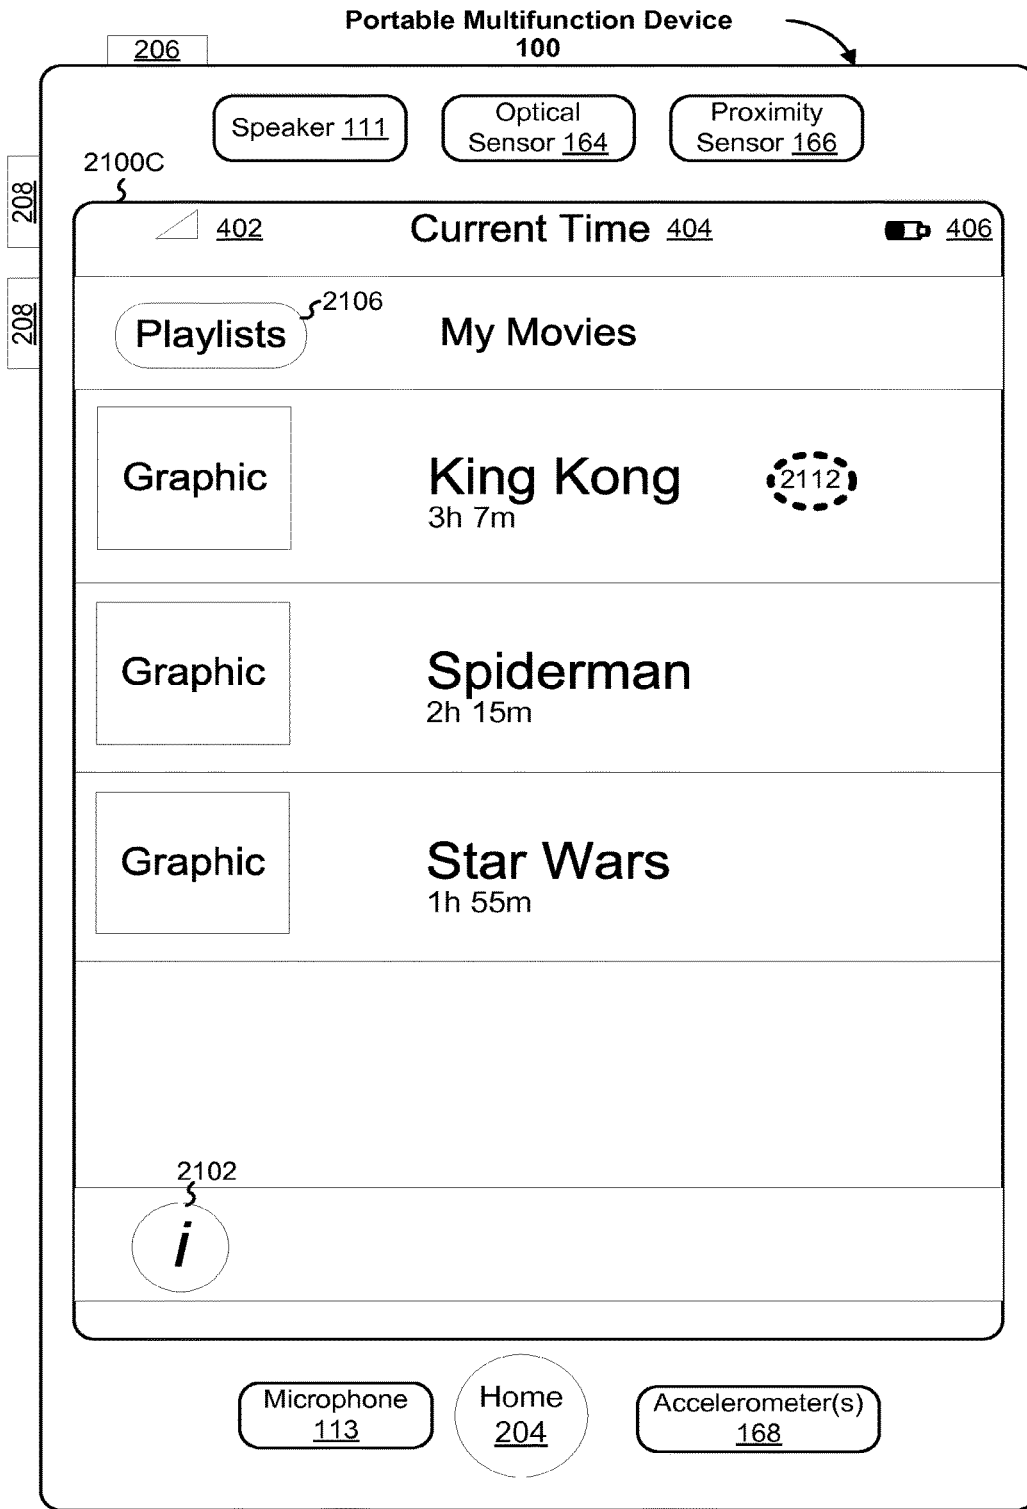 Portable Multifunction Device
100
206
Speaker 111
Optical
Sensor 164
Proximity
Sensor 166
2100C
208
208
402
Current Time 404
406
Playlists
2106
My Movies
Graphic
King Kong
3h 7m
2112
Graphic
Spiderman
2h 15m
Graphic
Star Wars
1h 55m
2102
i
Microphone
113
Home
204
Accelerometer(s)
168